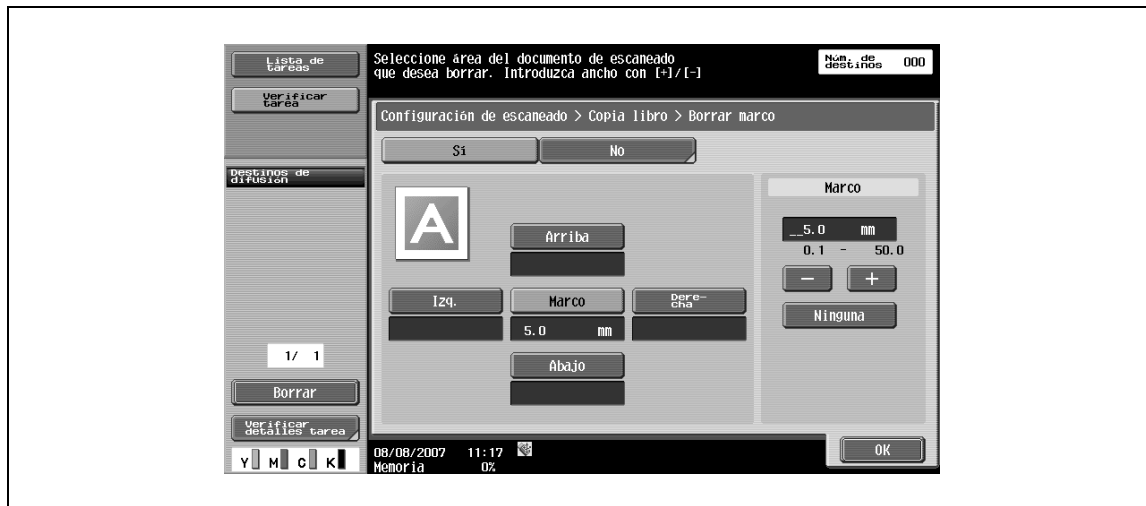 Lista de
tareas
Verificar
tarea
Seleccione área del documento de escaneado
que desea borrar. Introduzca ancho con [+]/[-]
Núm. de
destinos 000
Configuración de escaneado > Copia libro > Borrar marco
Sí No
Destinos de
difusión
A
Arriba
Izq. Marco Dere-
cha
5.0 mm
Abajo
Marco
__5.0 mm
0.1 - 50.0
− +
Ninguna
1/ 1
Borrar
Verificar
detalles tarea
Y M C K
08/08/2007 11:17
Memoria 0%
OK